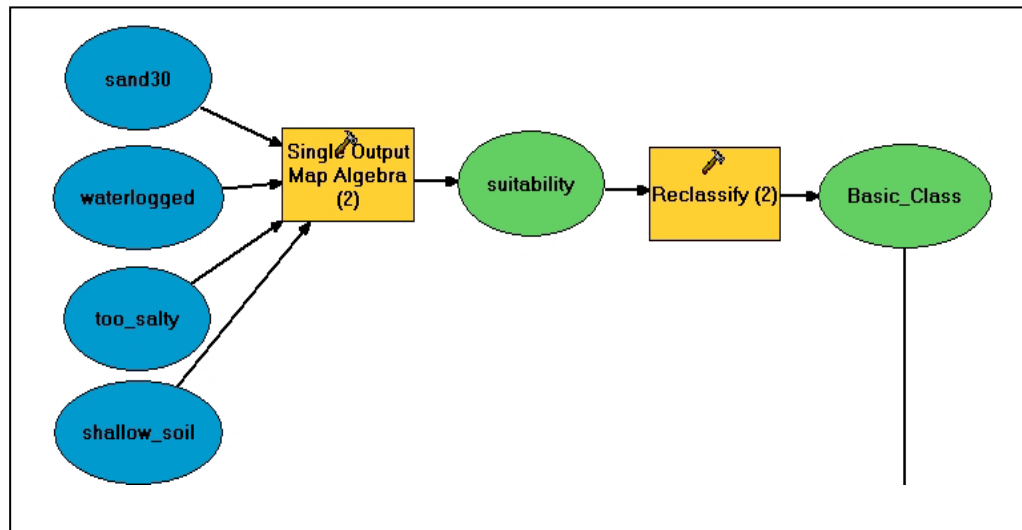 sand30
waterlogged
too_salty
shallow_soil
Single Output
Map Algebra
(2)
suitability
Reclassify (2)
Basic_Class